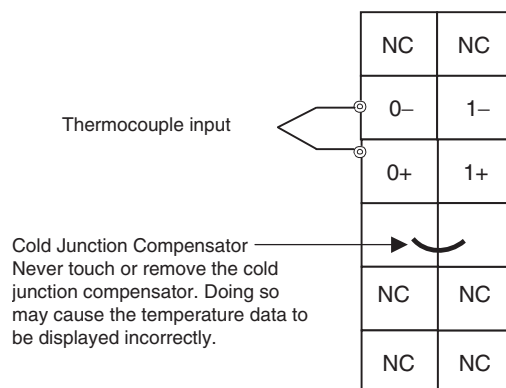 NC NC
0– 1–
Thermocouple input
0+ 1+
Cold Junction Compensator
Never touch or remove the cold
junction compensator. Doing so
may cause the temperature data to
be displayed incorrectly.
NC NC
NC NC